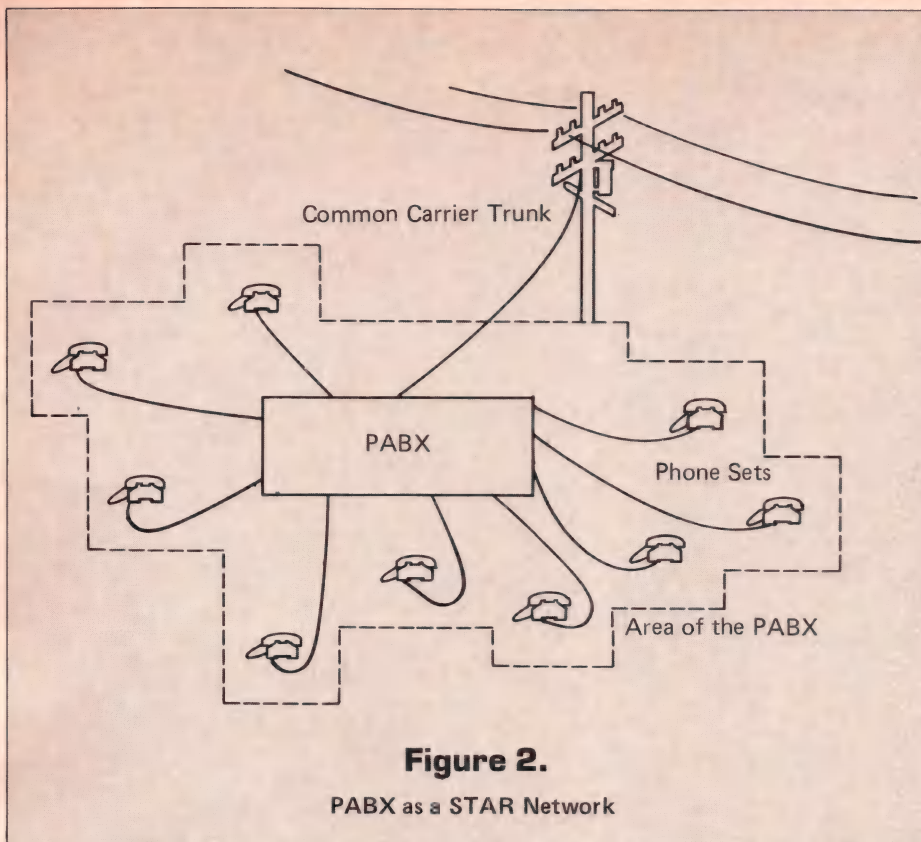 Common Carrier Trunk
PABX
Phone Sets
Area of the PABX
Figure 2.
PABX as a STAR Network